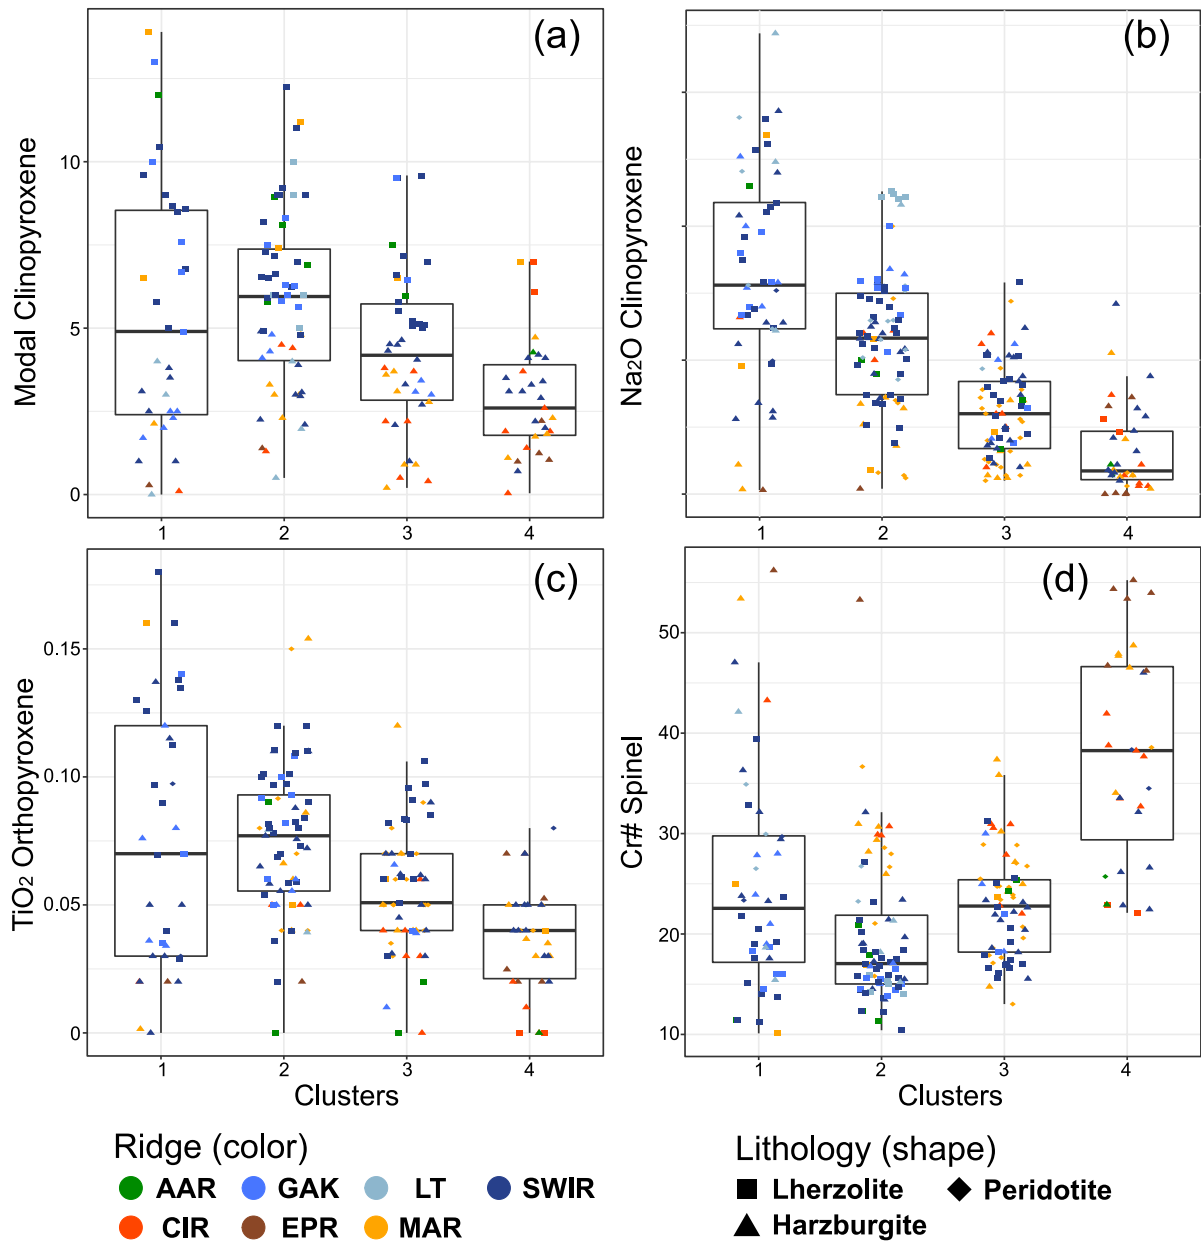 (a)
Modal Clinopyroxene
10
5
0
1 2 3 4
(b)
Na₂O Clinopyroxene
1 2 3 4
(c)
TiO₂ Orthopyroxene
0.15
0.10
0.05
0
1 2 3 4
Clusters
(d)
Cr# Spinel
50
40
30
20
10
1 2 3 4
Clusters
Ridge (color)
AAR GAK LT SWIR
CIR EPR MAR
Lithology (shape)
Lherzolite Peridotite
Harzburgite